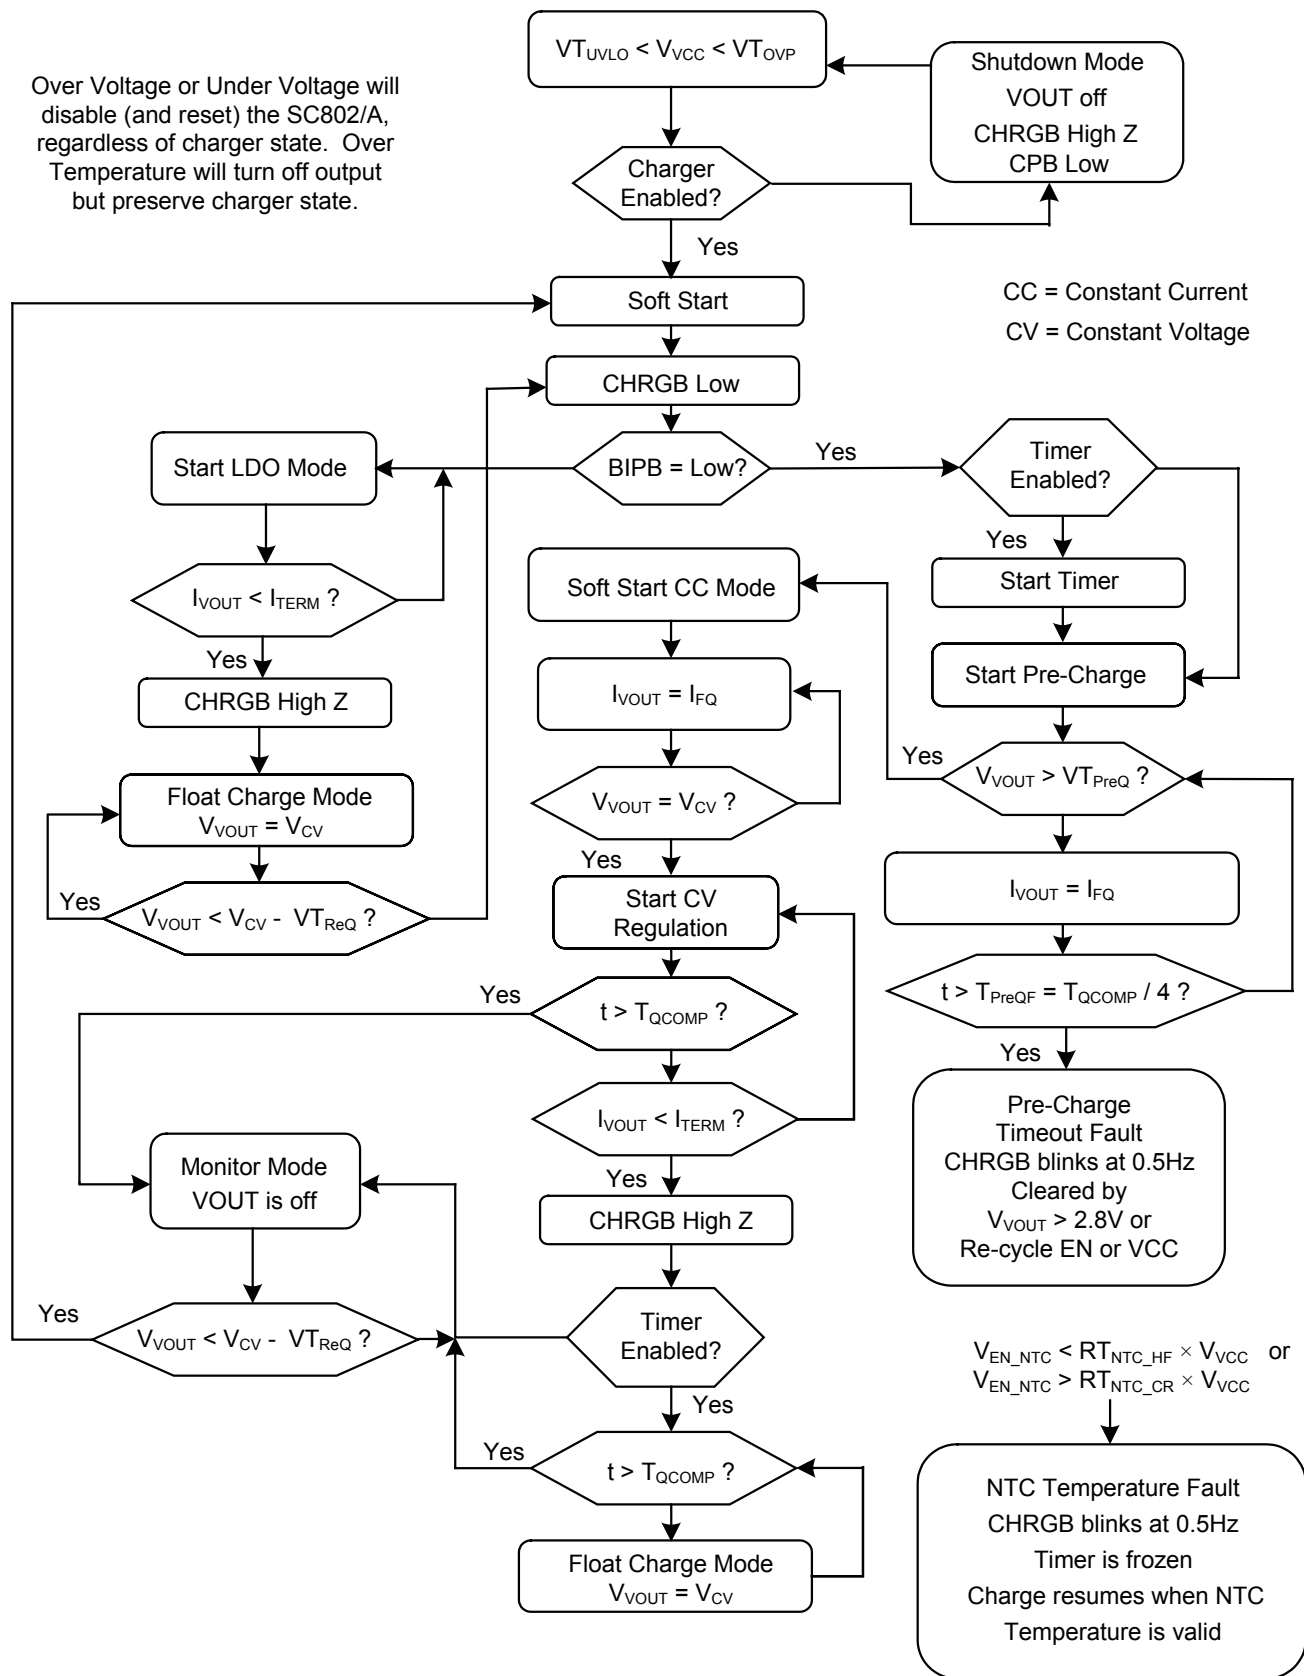 VT_UVLO < V_VCC < VT_OVP
Shutdown Mode
VOUT off
CHRGB High Z
CPB Low
Over Voltage or Under Voltage will
disable (and reset) the SC802/A,
regardless of charger state. Over
Temperature will turn off output
but preserve charger state.
Charger
Enabled?
Yes
Soft Start
CC = Constant Current
CV = Constant Voltage
CHRGB Low
BIPB = Low?
Yes
Timer
Enabled?
Yes
Start LDO Mode
I_VOUT < I_TERM ?
Yes
CHRGB High Z
Float Charge Mode
V_VOUT = V_CV
Yes
V_VOUT < V_CV - VT_ReQ ?
Soft Start CC Mode
I_VOUT = I_FQ
V_VOUT = V_CV ?
Yes
Start CV
Regulation
Yes
t > T_QCOMP ?
I_VOUT < I_TERM ?
Yes
CHRGB High Z
Timer
Enabled?
Yes
Yes
t > T_QCOMP ?
Float Charge Mode
V_VOUT = V_CV
Monitor Mode
VOUT is off
Yes
V_VOUT < V_CV - VT_ReQ ?
Start Timer
Start Pre-Charge
Yes
V_VOUT > VT_PreQ ?
I_VOUT = I_FQ
t > T_PreQF = T_QCOMP / 4 ?
Yes
Pre-Charge
Timeout Fault
CHRGB blinks at 0.5Hz
Cleared by
V_VOUT > 2.8V or
Re-cycle EN or VCC
V_EN_NTC < RT_NTC_HF × V_VCC or
V_EN_NTC > RT_NTC_CR × V_VCC
NTC Temperature Fault
CHRGB blinks at 0.5Hz
Timer is frozen
Charge resumes when NTC
Temperature is valid